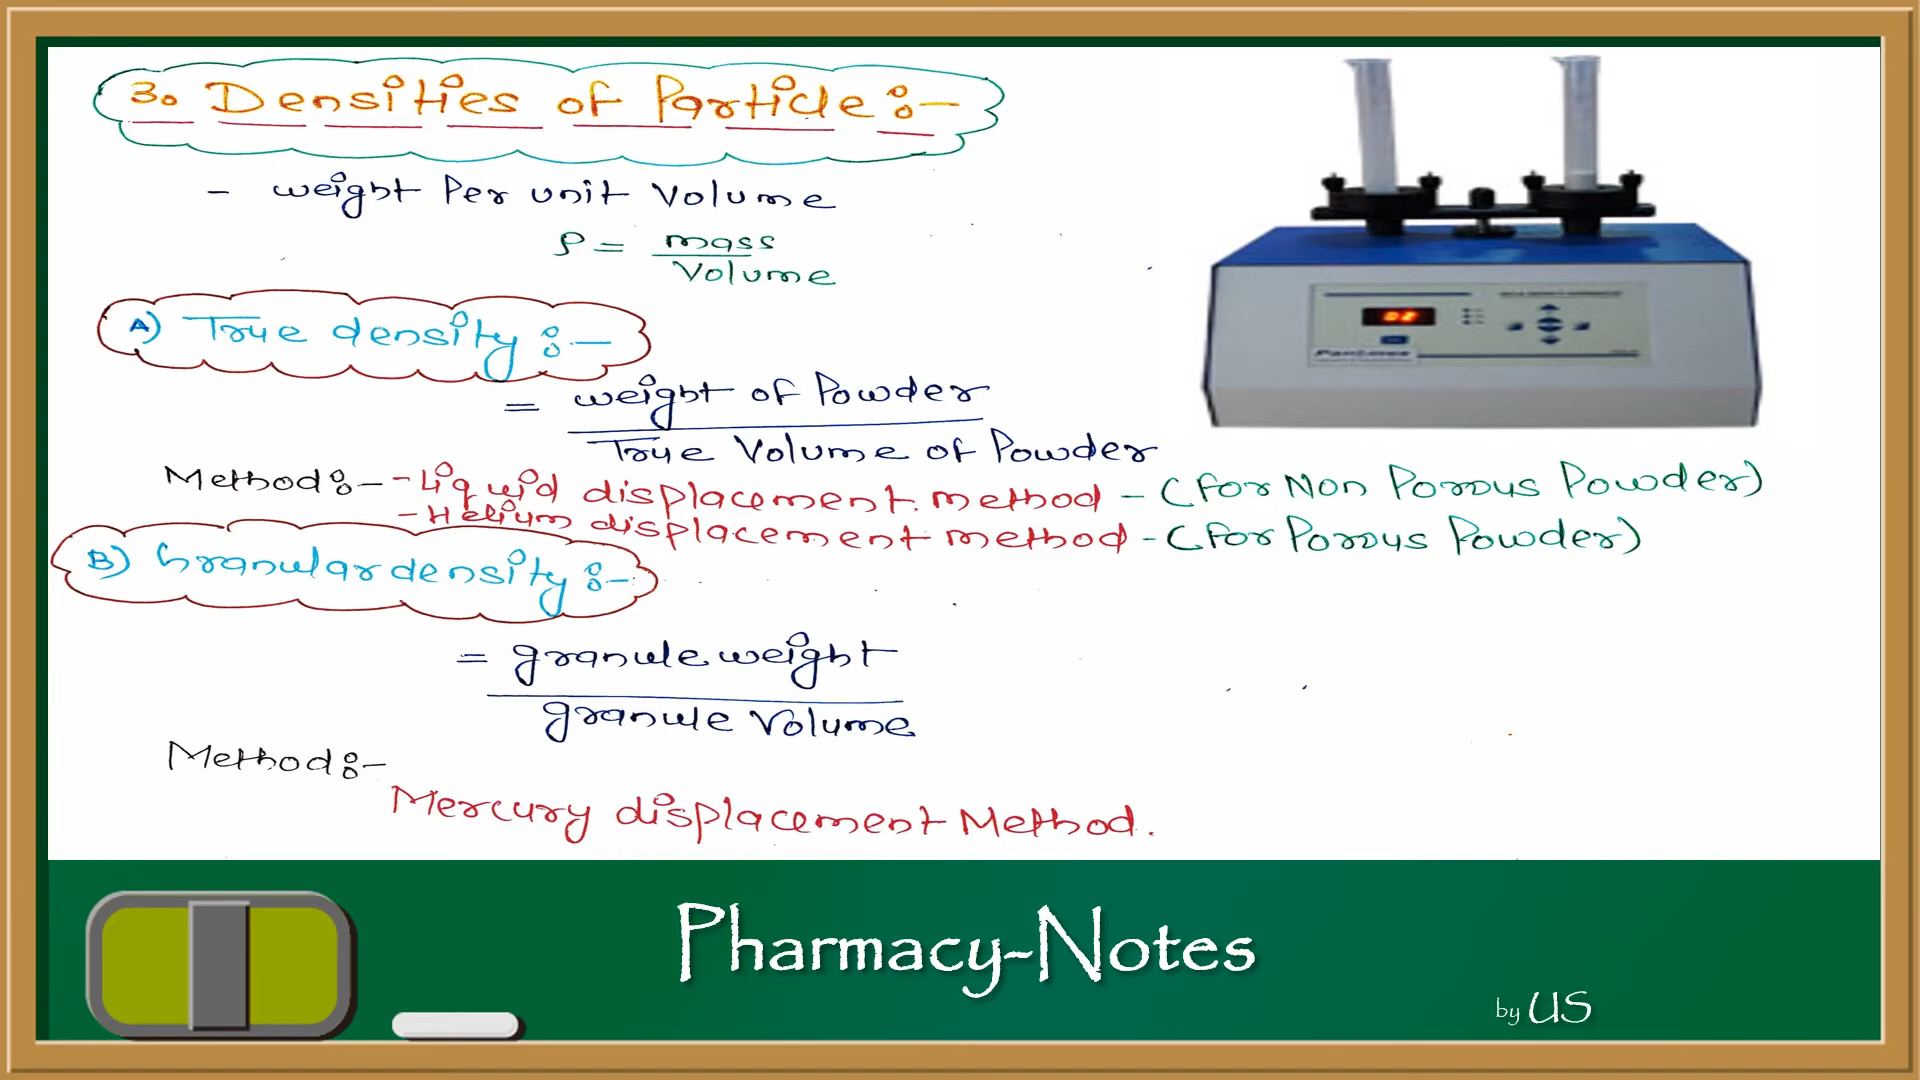 3. Densities of Particle :-
- weight Per unit Volume
ρ = mass
Volume
A) True density :-
= weight of Powder
True Volume of Powder
Method :- - Liquid displacement method - (For Non Porous Powder)
- Helium displacement method - (For Porous Powder)
B) Granular density :-
= granule weight
granule Volume
Method :-
Mercury displacement Method.
02
Pharmacy-Notes
by US